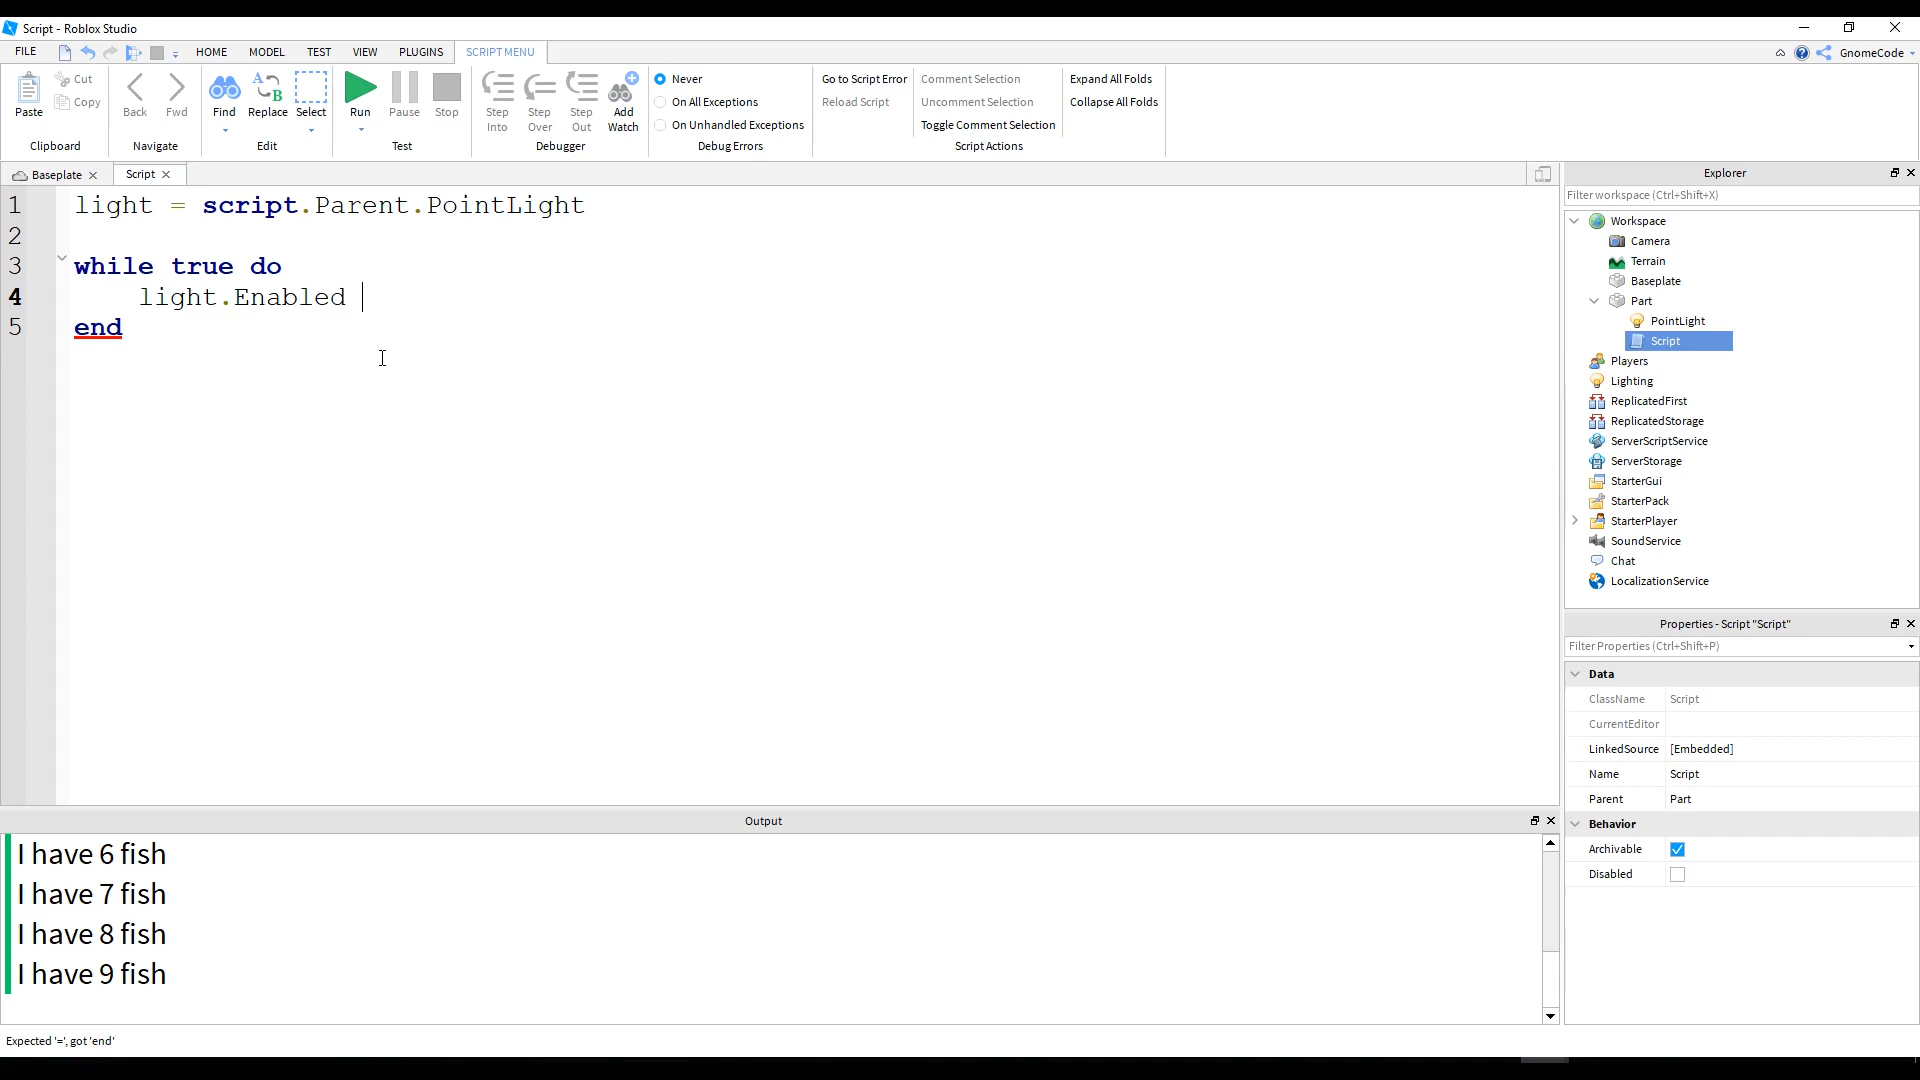 Script - Roblox Studio
FILE HOME MODEL TEST VIEW PLUGINS SCRIPT MENU GnomeCode
Paste Cut Copy Back Fwd Find Replace Select Run Pause Stop Step Into Step Over Step Out Add Watch
Never
On All Exceptions
On Unhandled Exceptions
Go to Script Error
Reload Script
Comment Selection
Uncomment Selection
Toggle Comment Selection
Expand All Folds
Collapse All Folds
Clipboard Navigate Edit Test Debugger Debug Errors Script Actions
Baseplate Script
1 light = script.Parent.PointLight
2
3 while true do
4 light.Enabled
5 end
Output
I have 6 fish
I have 7 fish
I have 8 fish
I have 9 fish
Expected '=', got 'end'
Explorer
Filter workspace (Ctrl+Shift+X)
Workspace
Camera
Terrain
Baseplate
Part
PointLight
Script
Players
Lighting
ReplicatedFirst
ReplicatedStorage
ServerScriptService
ServerStorage
StarterGui
StarterPack
StarterPlayer
SoundService
Chat
LocalizationService
Properties - Script "Script"
Filter Properties (Ctrl+Shift+P)
Data
ClassName Script
CurrentEditor
LinkedSource [Embedded]
Name Script
Parent Part
Behavior
Archivable
Disabled